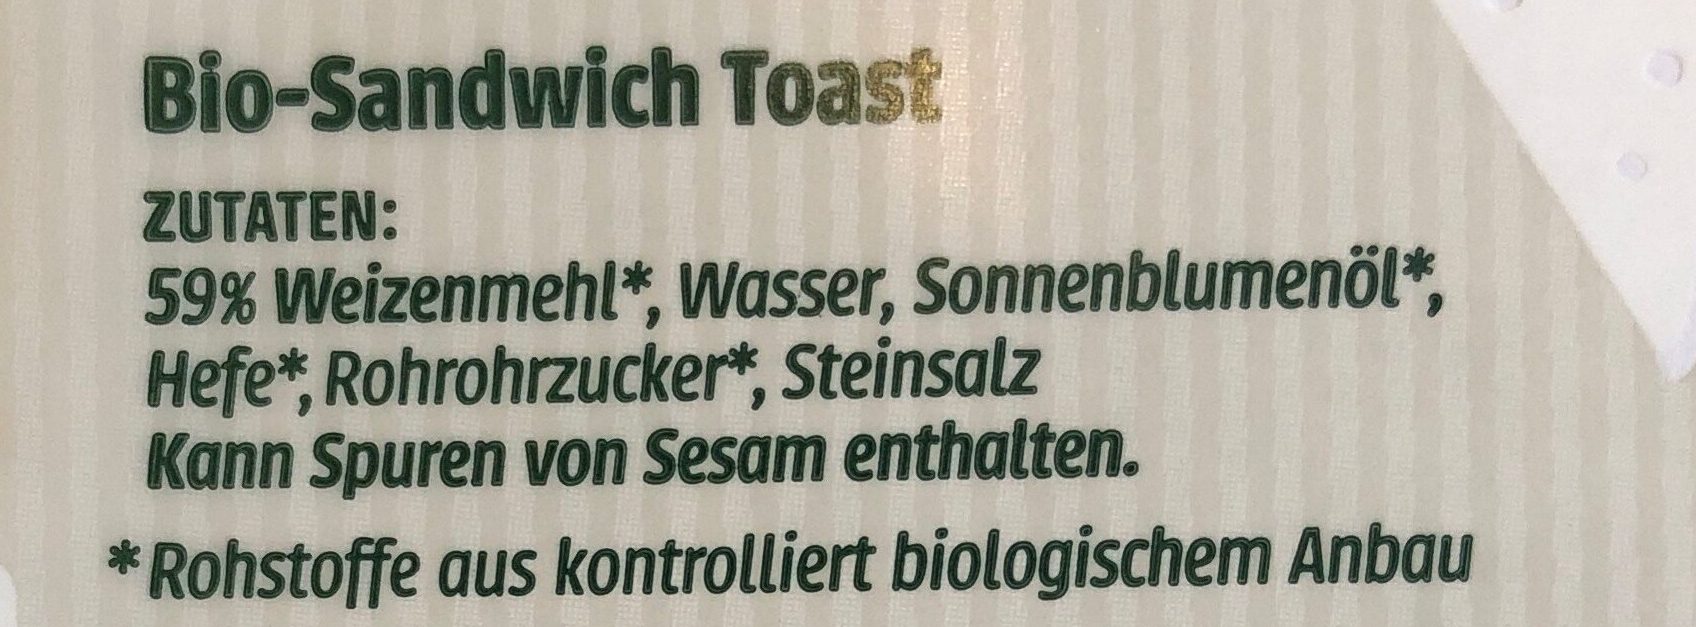 Bio-Sandwich Toast
ZUTATEN:
59% Weizenmehl*, Wasser, Sonnenblumenöl*,
Hefe*, Rohrohrzucker*, Steinsalz
Kann Spuren von Sesam enthalten.
*Rohstoffe aus kontrolliert biologischem Anbau